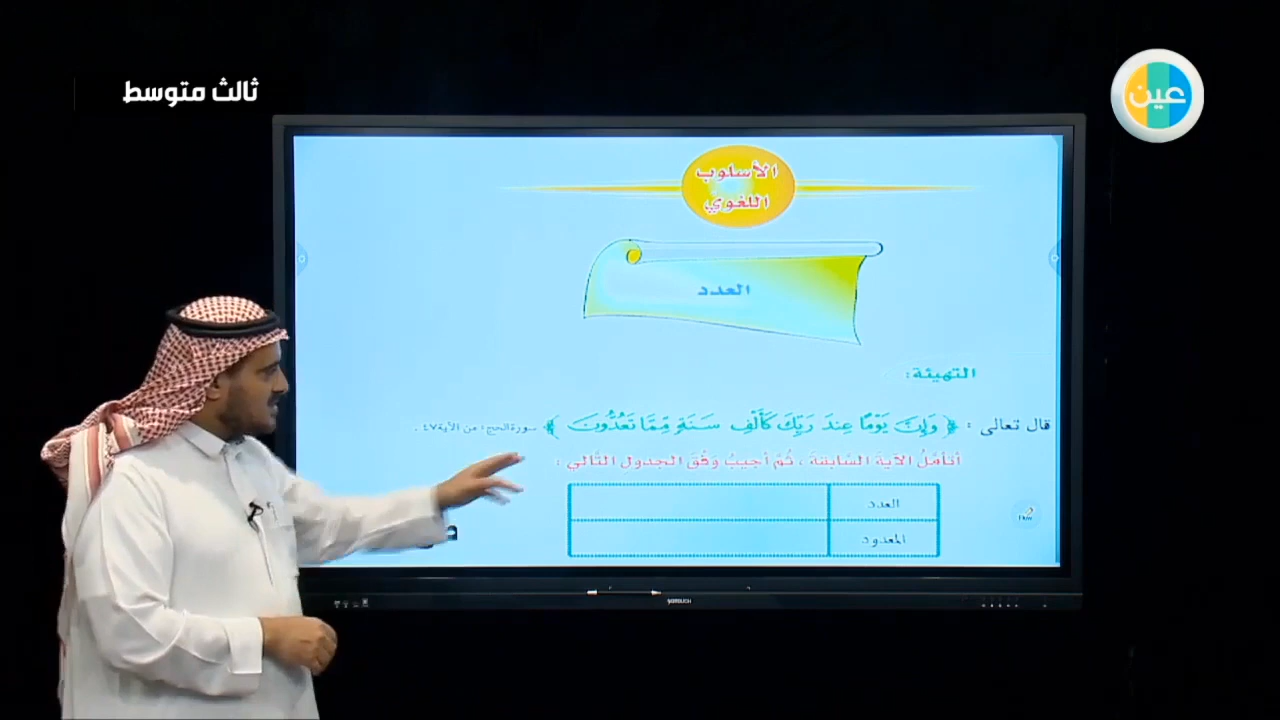 ثالث متوسط
عين
الأسلوب
اللغوي
العدد
التهيئة:
قال تعالى : ﴿ وَإِنَّ يَوْمًا عِندَ رَبِّكَ كَأَلْفِ سَنَةٍ مِّمَّا تَعُدُّونَ ﴾ سورة الحج: من الآية ٤٧.
أتأمل الآية السابقة ، ثم أجيب وفق الجدول التالي :
العدد
المعدود